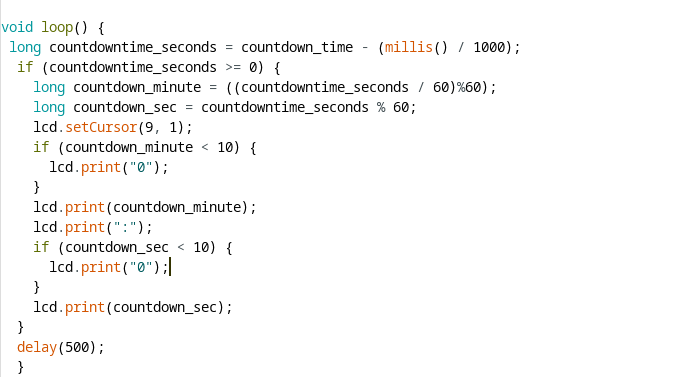 void loop() {
 long countdowntime_seconds = countdown_time - (millis() / 1000);
  if (countdowntime_seconds >= 0) {
    long countdown_minute = ((countdowntime_seconds / 60)%60);
    long countdown_sec = countdowntime_seconds % 60;
    lcd.setCursor(9, 1);
    if (countdown_minute < 10) {
      lcd.print("0");
    }
    lcd.print(countdown_minute);
    lcd.print(":");
    if (countdown_sec < 10) {
      lcd.print("0");
    }
    lcd.print(countdown_sec);
  }
  delay(500);
  }